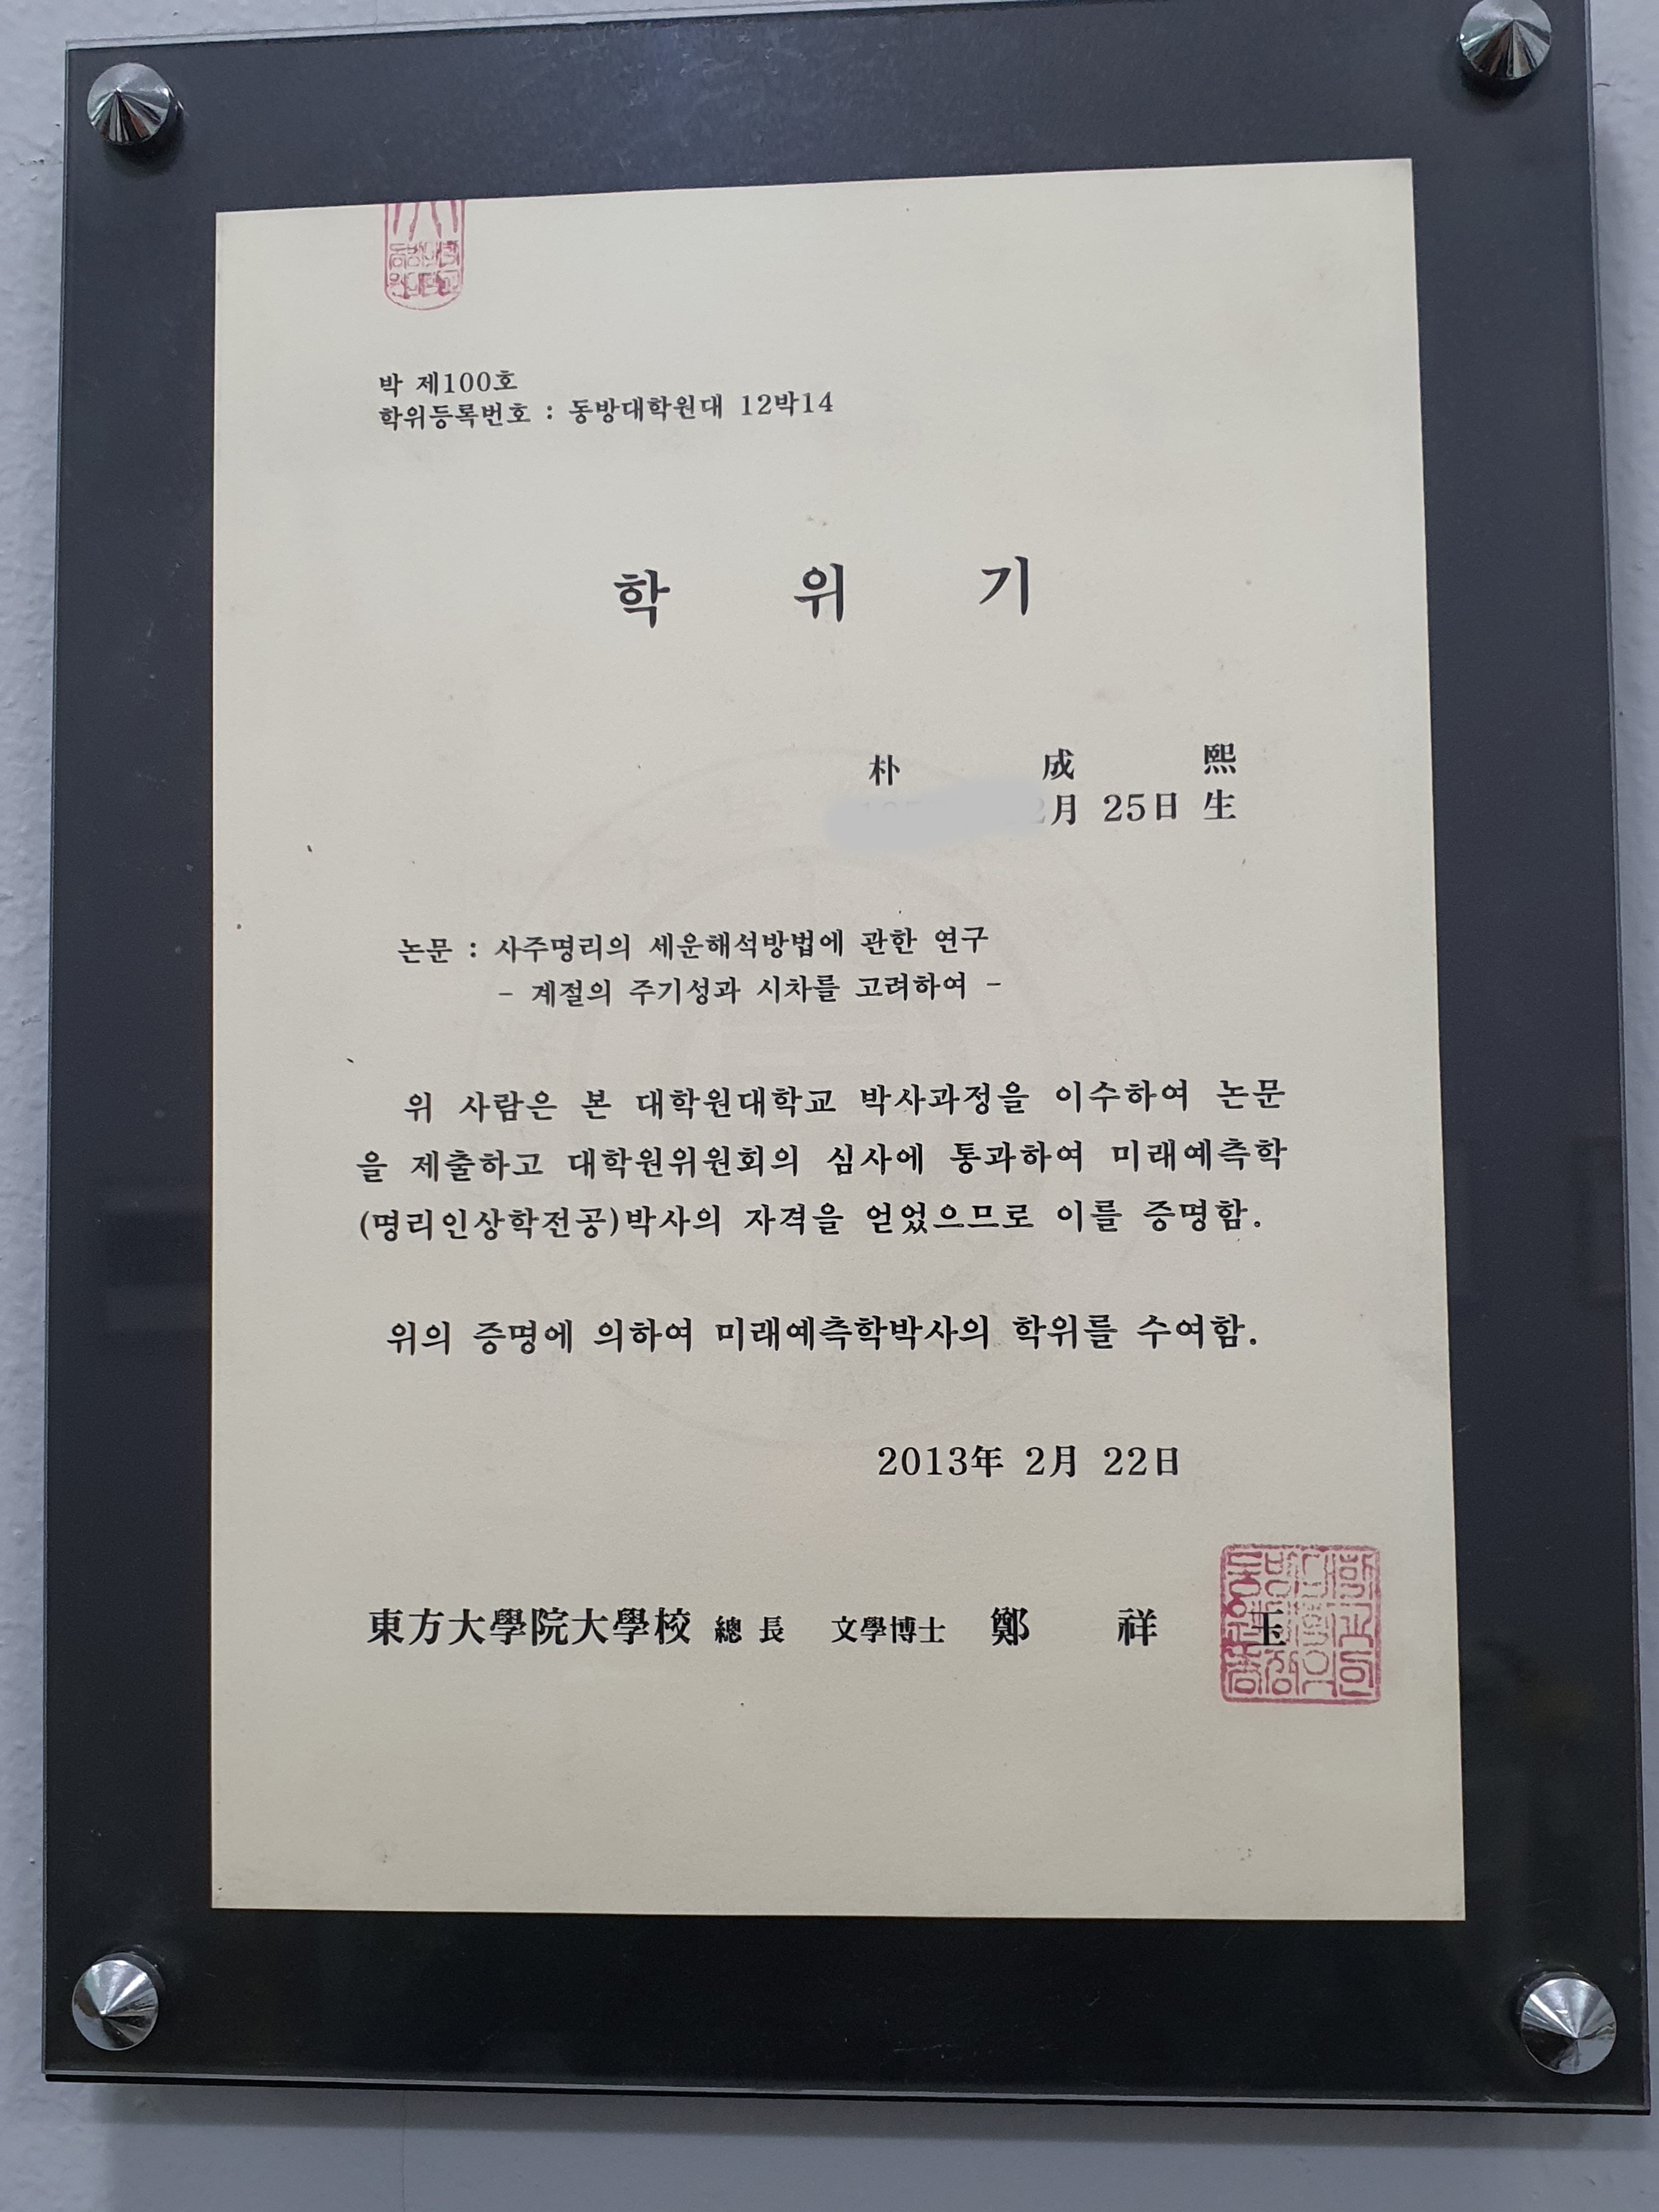 박 제100호
학위등록번호 : 동방대학원대 12박14
학 위 기
朴 成 熙
月 25日 生
논문 : 사주명리의 세운해석방법에 관한 연구
- 계절의 주기성과 시차를 고려하여 -
위 사람은 본 대학원대학교 박사과정을 이수하여 논문
을 제출하고 대학원위원회의 심사에 통과하여 미래예측학
(명리인상학전공)박사의 자격을 얻었으므로 이를 증명함.
위의 증명에 의하여 미래예측학박사의 학위를 수여함.
2013年 2月 22日
東方大學院大學校 總長 文學博士 鄭 祥 玉